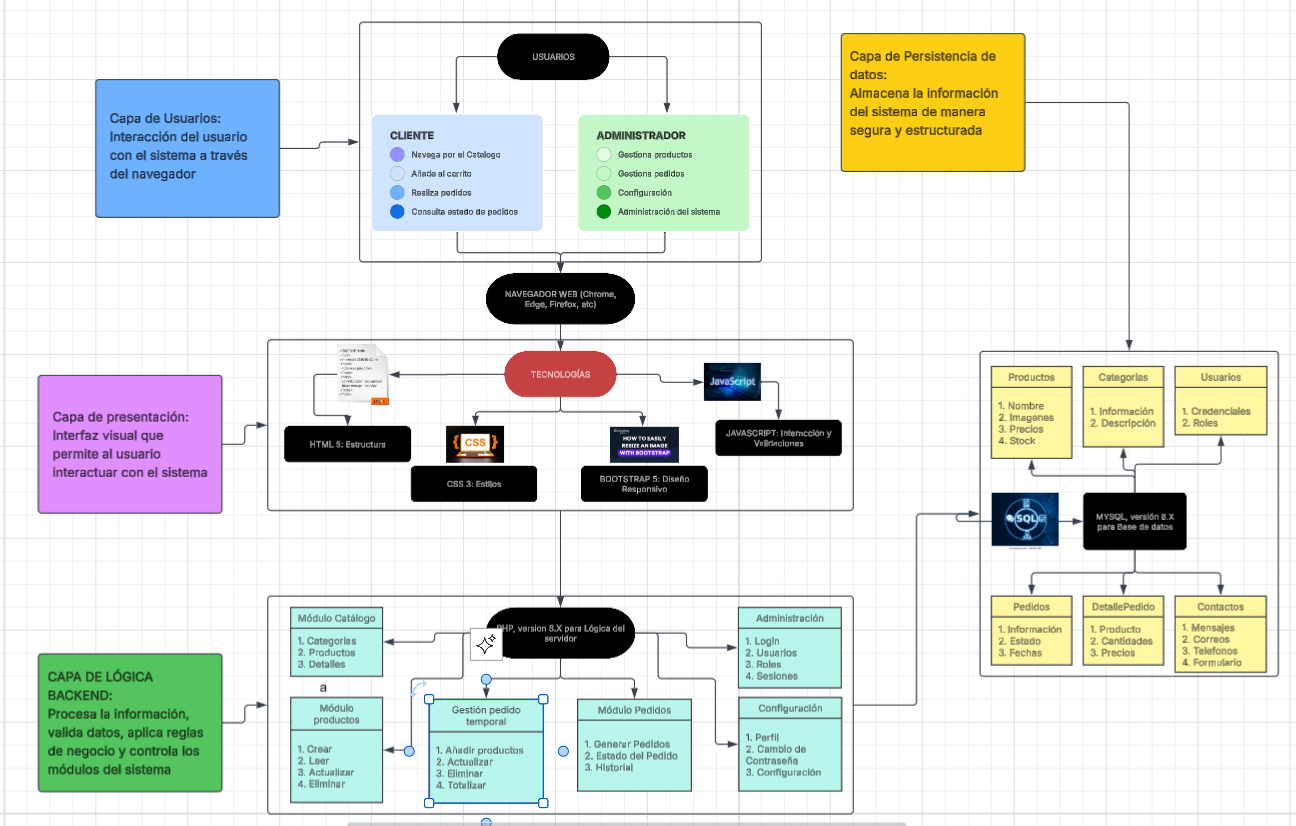 USUARIOS
Capa de Usuarios:
Interacción del usuario
con el sistema a través
del navegador
CLIENTE
Navega por el Catalogo
Añade al carrito
Realiza pedidos
Consulta estado de pedidos
ADMINISTRADOR
Gestiona productos
Gestiona pedidos
Configuración
Administración del sistema
Capa de Persistencia de
datos:
Almacena la información
del sistema de manera
segura y estructurada
NAVEGADOR WEB (Chrome,
Edge, Firefox, etc)
TECNOLOGÍAS
Capa de presentación:
Interfaz visual que
permite al usuario
interactuar con el sistema
HTML 5: Estructura
CSS
CSS 3: Estilos
HOW TO EASILY
RESIZE AN IMAGE
WITH BOOTSTRAP
BOOTSTRAP 5: Diseño
Responsivo
JavaScript
JAVASCRIPT: Interacción y
Validaciones
Productos
1. Nombre
2. Imagenes
3. Precios
4. Stock
Categorias
1. Información
2. Descripción
Usuarios
1. Credenciales
2. Roles
SQL
MYSQL, versión 8.X
para Base de datos
Pedidos
1. Información
2. Estado
3. Fechas
DetallePedido
1. Producto
2. Cantidades
3. Precios
Contactos
1. Mensajes
2. Correos
3. Telefonos
4. Formulario
CAPA DE LÓGICA
BACKEND:
Procesa la información,
valida datos, aplica reglas
de negocio y controla los
módulos del sistema
PHP, version 8.X para Lógica del
servidor
Módulo Catálogo
1. Categorias
2. Productos
3. Detalles
a
Módulo
productos
1. Crear
2. Leer
3. Actualizar
4. Eliminar
Gestión pedido
temporal
1. Añadir productos
2. Actualizar
3. Eliminar
4. Totalizar
Módulo Pedidos
1. Generar Pedidos
2. Estado del Pedido
3. Historial
Administración
1. Login
2. Usuarios
3. Roles
4. Sesiones
Configuración
1. Perfil
2. Cambio de
Contraseña
3. Configuración